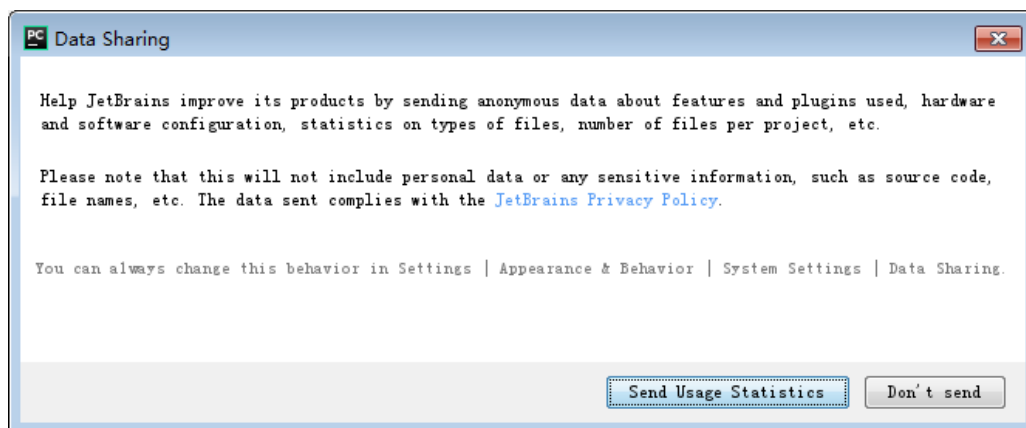 PC Data Sharing
Help JetBrains improve its products by sending anonymous data about features and plugins used, hardware
and software configuration, statistics on types of files, number of files per project, etc.
Please note that this will not include personal data or any sensitive information, such as source code,
file names, etc. The data sent complies with the JetBrains Privacy Policy.
You can always change this behavior in Settings | Appearance & Behavior | System Settings | Data Sharing.
Send Usage Statistics Don't send